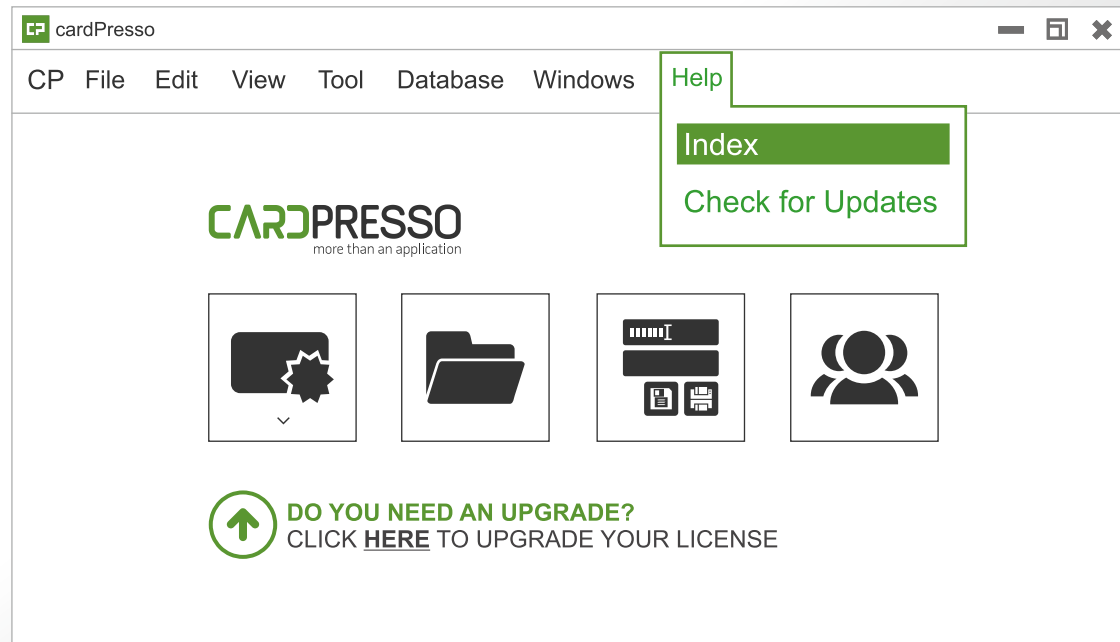 CP cardPresso
CP File Edit View Tool Database Windows Help
Index
Check for Updates
CARDPRESSO
more than an application
DO YOU NEED AN UPGRADE?
CLICK HERE TO UPGRADE YOUR LICENSE